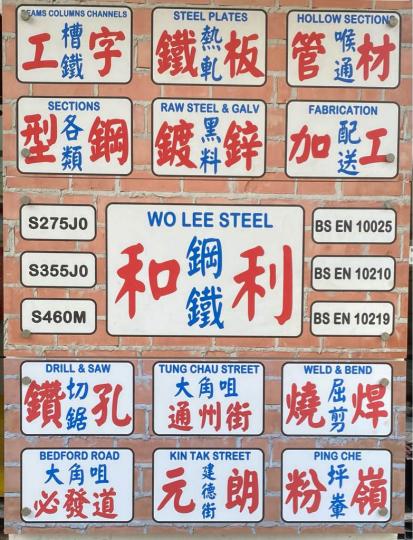 BEAMS COLUMNS CHANNELS
工字槽鐵
STEEL PLATES
鐵板熱軋
HOLLOW SECTIONS
管材喉通
SECTIONS
型鋼各類
RAW STEEL & GALV
鍍鋅黑料
FABRICATION
加工配送
S275J0
S355J0
S460M
WO LEE STEEL
和利鋼鐵
BS EN 10025
BS EN 10210
BS EN 10219
DRILL & SAW
鑽孔切鋸
TUNG CHAU STREET
大角咀
通州街
WELD & BEND
燒焊屈剪
BEDFORD ROAD
大角咀
必發道
KIN TAK STREET
元朗建德街
PING CHE
粉嶺坪輋